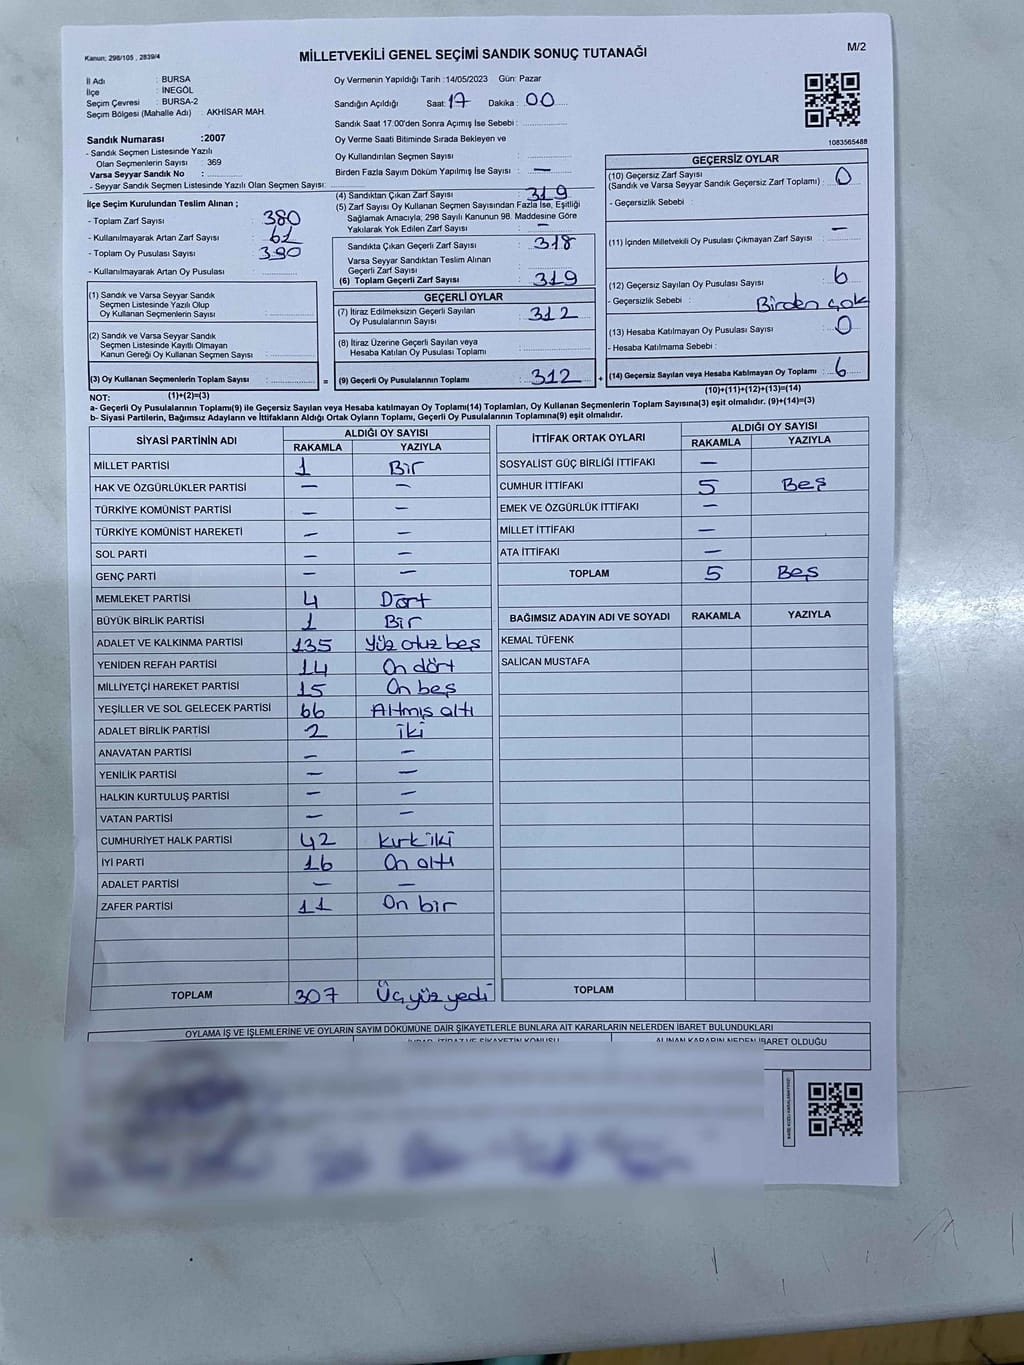 Kanun: 298/105 , 2839/4
MİLLETVEKİLİ GENEL SEÇİMİ SANDIK SONUÇ TUTANAĞI
M/2
İl Adı : BURSA
İlçe : İNEGÖL
Seçim Çevresi : BURSA-2
Seçim Bölgesi (Mahalle Adı) : AKHİSAR MAH.
Sandık Numarası :2007
- Sandık Seçmen Listesinde Yazılı
Olan Seçmenlerin Sayısı : 369
Varsa Seyyar Sandık No :
- Seyyar Sandık Seçmen Listesinde Yazılı Olan Seçmen Sayısı:
İlçe Seçim Kurulundan Teslim Alınan ;
- Toplam Zarf Sayısı : 380
- Kullanılmayarak Artan Zarf Sayısı : 61
- Toplam Oy Pusulası Sayısı : 390
- Kullanılmayarak Artan Oy Pusulası :
(1) Sandık ve Varsa Seyyar Sandık
Seçmen Listesinde Yazılı Olup
Oy Kullanan Seçmenlerin Sayısı :
(2) Sandık ve Varsa Seyyar Sandık
Seçmen Listesinde Kayıtlı Olmayan
Kanun Gereği Oy Kullanan Seçmen Sayısı :
(3) Oy Kullanan Seçmenlerin Toplam Sayısı : =
Oy Vermenin Yapıldığı Tarih :14/05/2023 Gün: Pazar
Sandığın Açıldığı Saat: 17 Dakika : 00
Sandık Saat 17:00'den Sonra Açımış İse Sebebi :
Oy Verme Saati Bitiminde Sırada Bekleyen ve
Oy Kullandırılan Seçmen Sayısı :
Birden Fazla Sayım Döküm Yapılmış İse Sayısı : —
(4) Sandıktan Çıkan Zarf Sayısı : 319
(5) Zarf Sayısı Oy Kullanan Seçmen Sayısından Fazla İse, Eşitliği
Sağlamak Amacıyla; 298 Sayılı Kanunun 98. Maddesine Göre
Yakılarak Yok Edilen Zarf Sayısı : —
Sandıkta Çıkan Geçerli Zarf Sayısı : 318
Varsa Seyyar Sandıktan Teslim Alınan
Geçerli Zarf Sayısı :
(6) Toplam Geçerli Zarf Sayısı : 319
GEÇERLİ OYLAR
(7) İtiraz Edilmeksizin Geçerli Sayılan
Oy Pusulalarının Sayısı : 312
(8) İtiraz Üzerine Geçerli Sayılan veya
Hesaba Katılan Oy Pusulası Toplamı :
(9) Geçerli Oy Pusulalarının Toplamı : 312 +
1083565488
GEÇERSİZ OYLAR
(10) Geçersiz Zarf Sayısı
(Sandık ve Varsa Seyyar Sandık Geçersiz Zarf Toplamı) : 0
- Geçersizlik Sebebi :
(11) İçinden Milletvekili Oy Pusulası Çıkmayan Zarf Sayısı : —
(12) Geçersiz Sayılan Oy Pusulası Sayısı : 6
- Geçersizlik Sebebi : Birden çok
(13) Hesaba Katılmayan Oy Pusulası Sayısı : 0
- Hesaba Katılmama Sebebi :
(14) Geçersiz Sayılan veya Hesaba Katılmayan Oy Toplamı : 6
NOT: (1)+(2)=(3)
(10)+(11)+(12)+(13)=(14)
a- Geçerli Oy Pusulalarının Toplamı(9) ile Geçersiz Sayılan veya Hesaba katılmayan Oy Toplamı(14) Toplamları, Oy Kullanan Seçmenlerin Toplam Sayısına(3) eşit olmalıdır. (9)+(14)=(3)
b- Siyasi Partilerin, Bağımsız Adayların ve İttifakların Aldığı Ortak Oyların Toplamı, Geçerli Oy Pusulalarının Toplamına(9) eşit olmalıdır.
SİYASİ PARTİNİN ADI ALDIĞI OY SAYISI
RAKAMLA YAZIYLA
MİLLET PARTİSİ 1 Bir
HAK VE ÖZGÜRLÜKLER PARTİSİ — —
TÜRKİYE KOMÜNİST PARTİSİ — —
TÜRKİYE KOMÜNİST HAREKETİ — —
SOL PARTİ — —
GENÇ PARTİ — —
MEMLEKET PARTİSİ 4 Dört
BÜYÜK BİRLİK PARTİSİ 1 Bir
ADALET VE KALKINMA PARTİSİ 135 Yüz otuz beş
YENİDEN REFAH PARTİSİ 14 On dört
MİLLİYETÇİ HAREKET PARTİSİ 15 On beş
YEŞİLLER VE SOL GELECEK PARTİSİ 66 Altmış altı
ADALET BİRLİK PARTİSİ 2 iki
ANAVATAN PARTİSİ — —
YENİLİK PARTİSİ — —
HALKIN KURTULUŞ PARTİSİ — —
VATAN PARTİSİ — —
CUMHURİYET HALK PARTİSİ 42 kırk iki
İYİ PARTİ 16 On altı
ADALET PARTİSİ — —
ZAFER PARTİSİ 11 On bir
TOPLAM 307 Üç yüz yedi
İTTİFAK ORTAK OYLARI ALDIĞI OY SAYISI
RAKAMLA YAZIYLA
SOSYALİST GÜÇ BİRLİĞİ İTTİFAKI —
CUMHUR İTTİFAKI 5 Beş
EMEK VE ÖZGÜRLÜK İTTİFAKI —
MİLLET İTTİFAKI —
ATA İTTİFAKI —
TOPLAM 5 Beş
BAĞIMSIZ ADAYIN ADI VE SOYADI RAKAMLA YAZIYLA
KEMAL TÜFENK
SALİCAN MUSTAFA
TOPLAM
OYLAMA İŞ VE İŞLEMLERİNE VE OYLARIN SAYIM DÖKÜMÜNE DAİR ŞİKAYETLERLE BUNLARA AİT KARARLARIN NELERDEN İBARET BULUNDUKLARI
İHBAR, İTİRAZ VE ŞİKAYETİN KONUSU ALINAN KARARIN NEDEN İBARET OLDUĞU